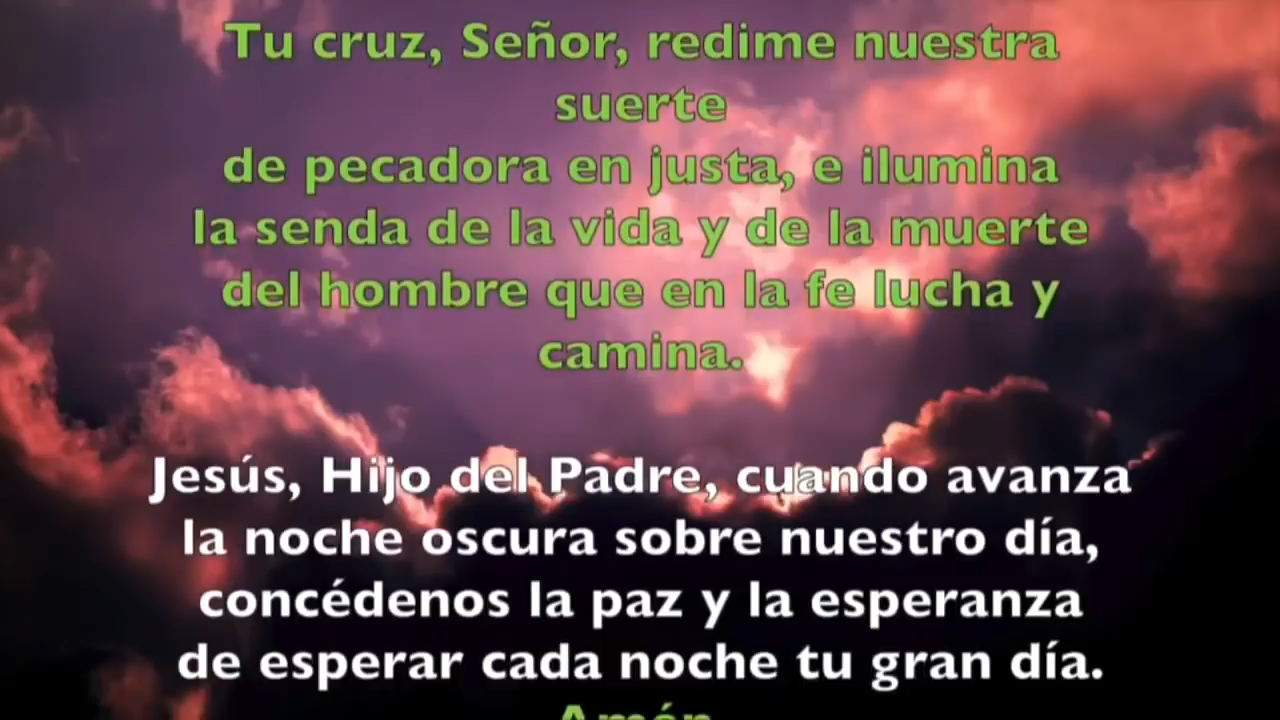 Tu cruz, Señor, redime nuestra
suerte
de pecadora en justa, e ilumina
la senda de la vida y de la muerte
del hombre que en la fe lucha y
camina.
Jesús, Hijo del Padre, cuando avanza
la noche oscura sobre nuestro día,
concédenos la paz y la esperanza
de esperar cada noche tu gran día.
Amén